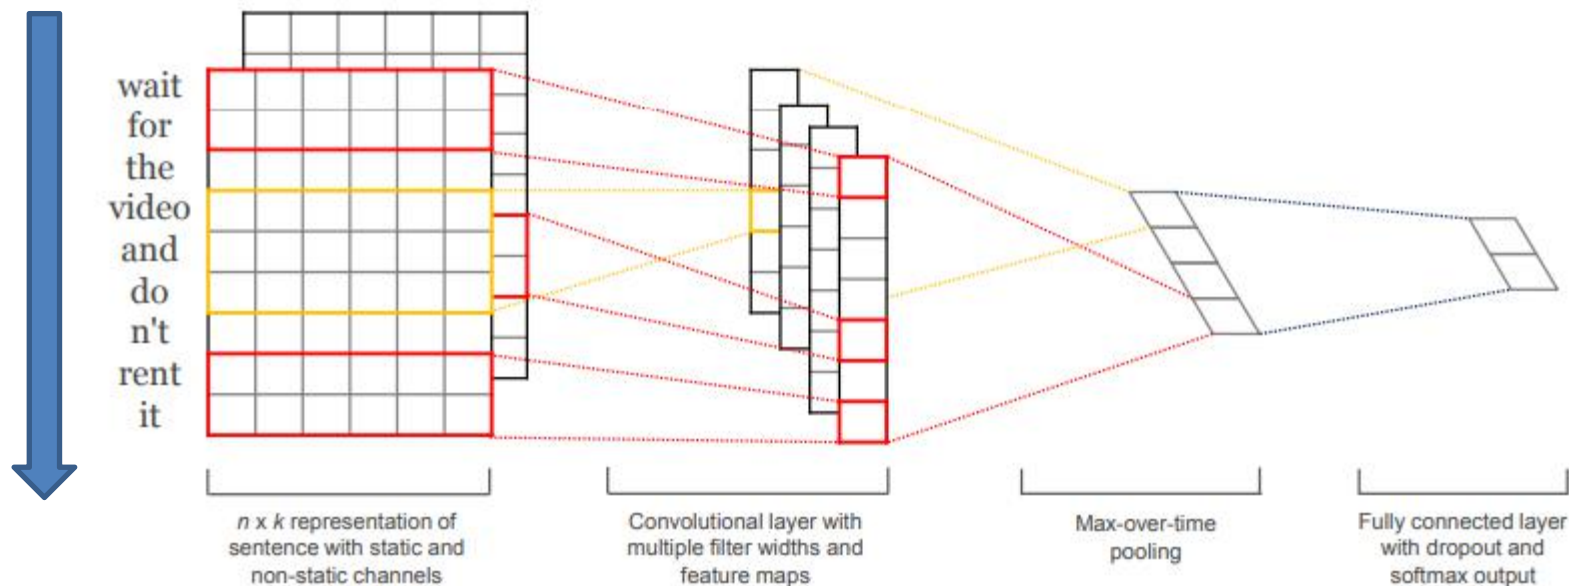 wait
for
the
video
and
do
n't
rent
it
n x k representation of
sentence with static and
non-static channels
Convolutional layer with
multiple filter widths and
feature maps
Max-over-time
pooling
Fully connected layer
with dropout and
softmax output